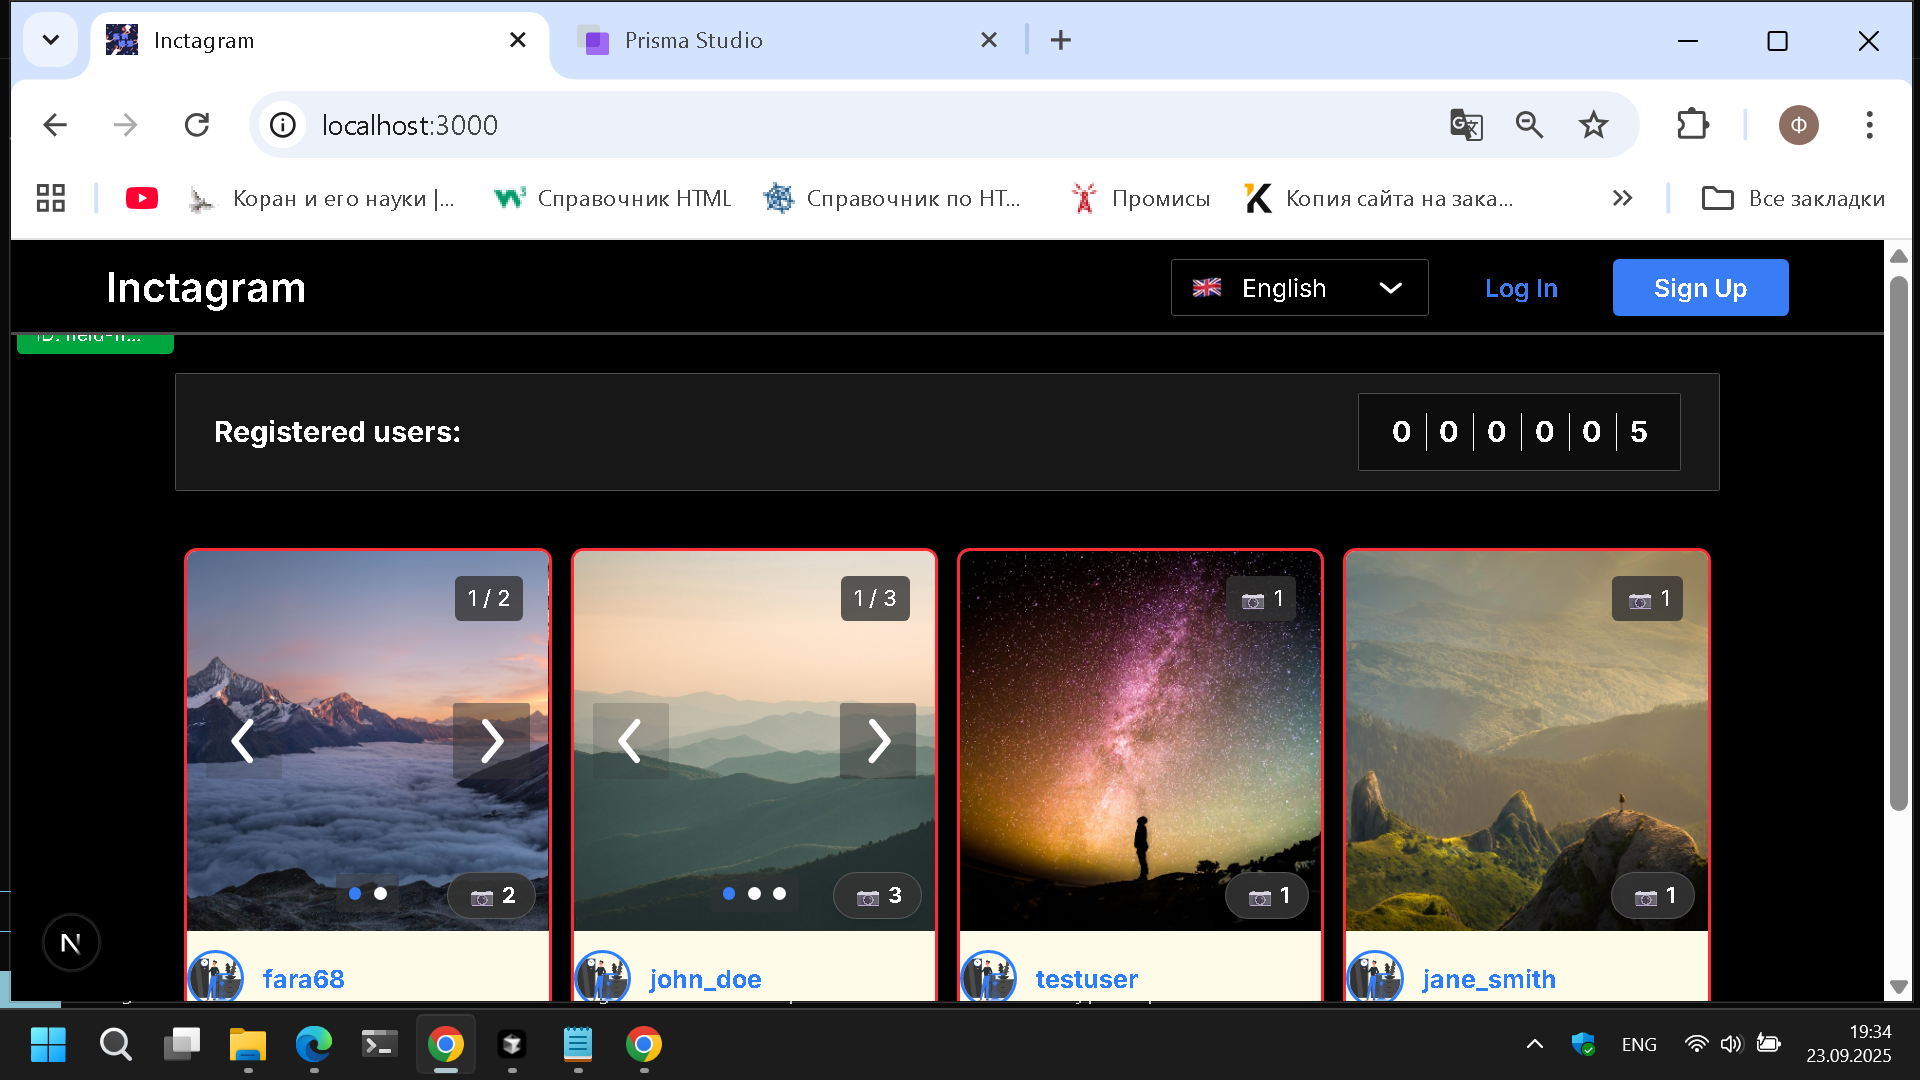 Inctagram
Prisma Studio
localhost:3000
Ф
Коран и его науки |...
Справочник HTML
Справочник по HT...
Промисы
Копия сайта на зака...
Все закладки
Inctagram
English
Log In
Sign Up
Registered users:
0 0 0 0 0 5
1 / 2
1 / 3
1
1
2
3
1
1
N
fara68
john_doe
testuser
jane_smith
ENG
19:34
23.09.2025